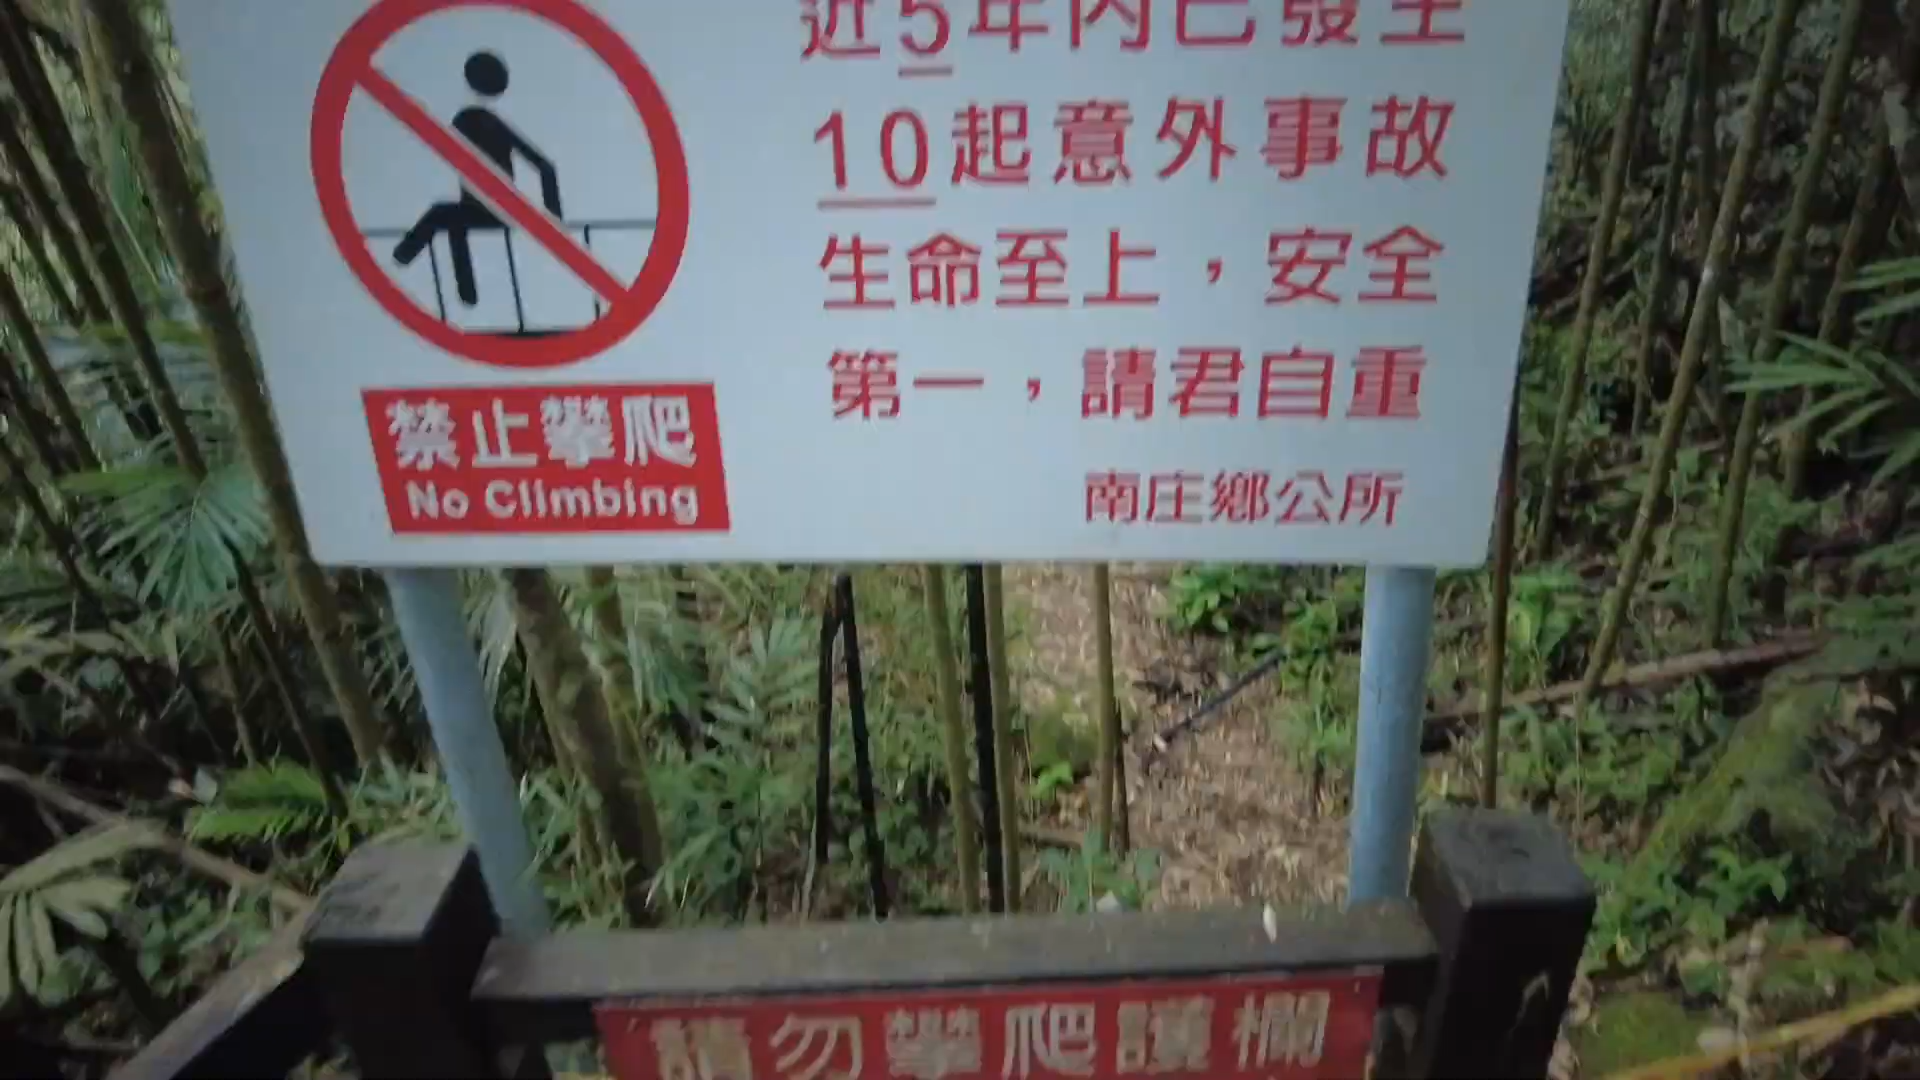 近5年內已發生
10起意外事故
生命至上，安全
第一，請君自重
南庄鄉公所
禁止攀爬
No Climbing
請勿攀爬護欄